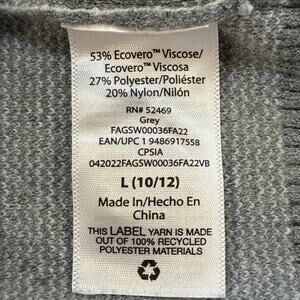 53% Ecovero™ Viscose/
Ecovero™ Viscosa
27% Polyester/Poliéster
20% Nylon/Nilón
RN# 52469
Grey
FAGSW00036FA22
EAN/UPC 1 9486917558
CPSIA
042022FAGSW00036FA22VB
L (10/12)
Made In/Hecho En
China
THIS LABEL YARN IS MADE
OUT OF 100% RECYCLED
POLYESTER MATERIALS